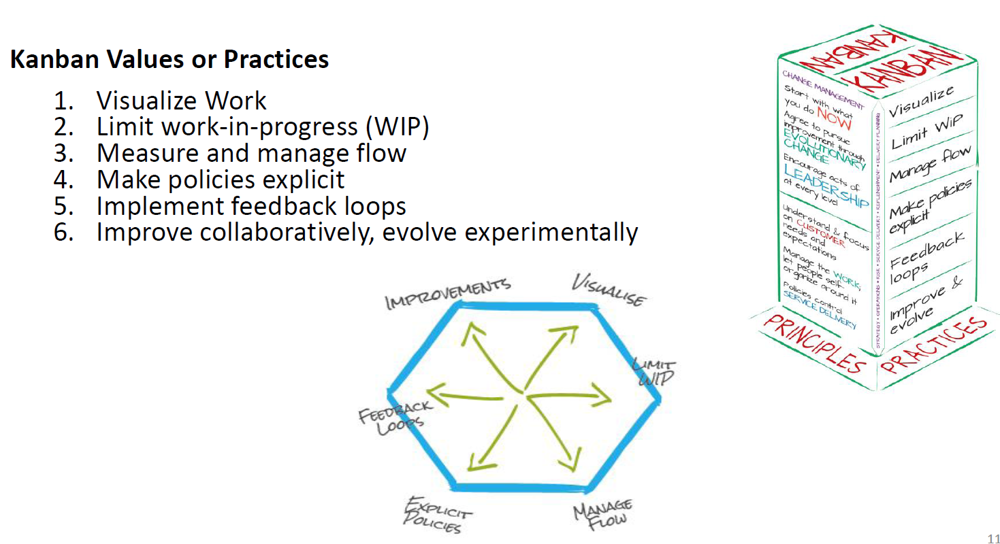 Kanban Values or Practices
1. Visualize Work
2. Limit work-in-progress (WIP)
3. Measure and manage flow
4. Make policies explicit
5. Implement feedback loops
6. Improve collaboratively, evolve experimentally
IMPROVEMENTS
VISUALISE
LIMIT
WIP
FEEDBACK
LOOPS
EXPLICIT
POLICIES
MANAGE
FLOW
KANBAN
KANBAN
CHANGE MANAGEMENT
Start with what
you do NOW
Agree to pursue
improvement through
EVOLUTIONARY
CHANGE
Encourage acts of
LEADERSHIP
at every level
Understand & focus
on CUSTOMER
needs and
expectations
Manage the WORK;
let people self-
organize around it
Policies control
SERVICE DELIVERY
STRATEGY • OPERATIONS • RISK • SERVICE DELIVERY • REPLENISHMENT • DELIVERY PLANNING
Visualize
Limit WiP
Manage flow
Make policies
explicit
Feedback
loops
Improve &
evolve
PRINCIPLES
PRACTICES
11